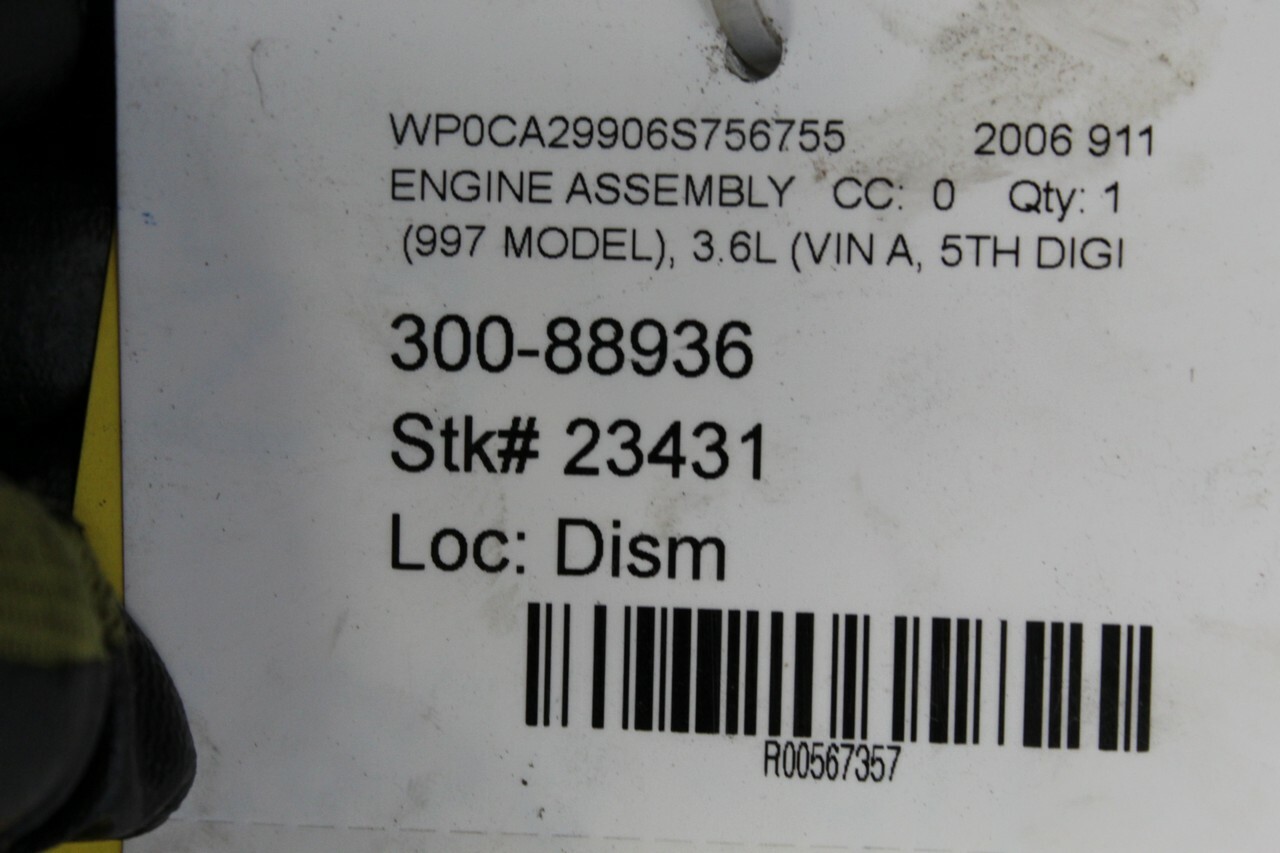 WP0CA29906S756755 2006 911
ENGINE ASSEMBLY CC: 0 Qty: 1
(997 MODEL), 3.6L (VIN A, 5TH DIGI
300-88936
Stk# 23431
Loc: Dism
R00567357